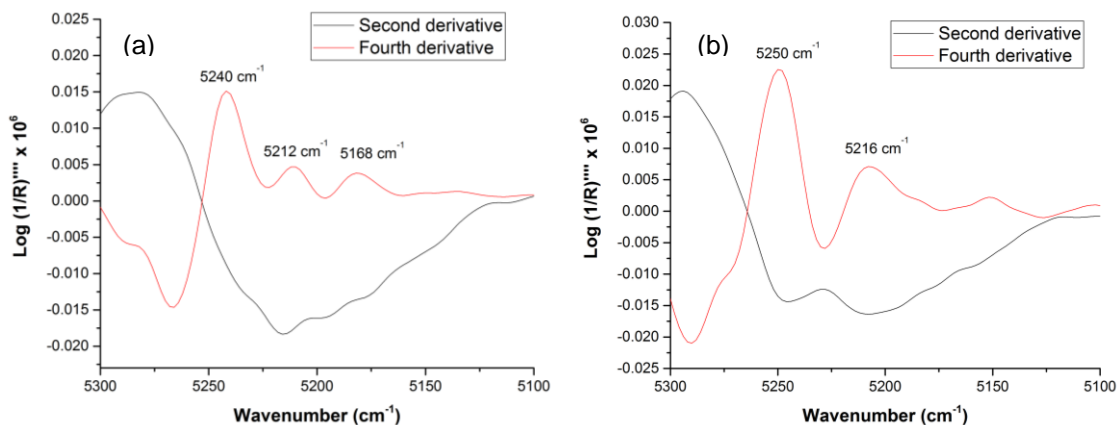 (a)
Second derivative
Fourth derivative
5240 cm⁻¹
5212 cm⁻¹
5168 cm⁻¹
0.025
0.020
0.015
0.010
0.005
0.000
-0.005
-0.010
-0.015
-0.020
Log (1/R)'''' x 10⁶
5300
5250
5200
5150
5100
Wavenumber (cm⁻¹)
(b)
Second derivative
Fourth derivative
5250 cm⁻¹
5216 cm⁻¹
0.030
0.025
0.020
0.015
0.010
0.005
0.000
-0.005
-0.010
-0.015
-0.020
-0.025
Log (1/R)'''' x 10⁶
5300
5250
5200
5150
5100
Wavenumber (cm⁻¹)